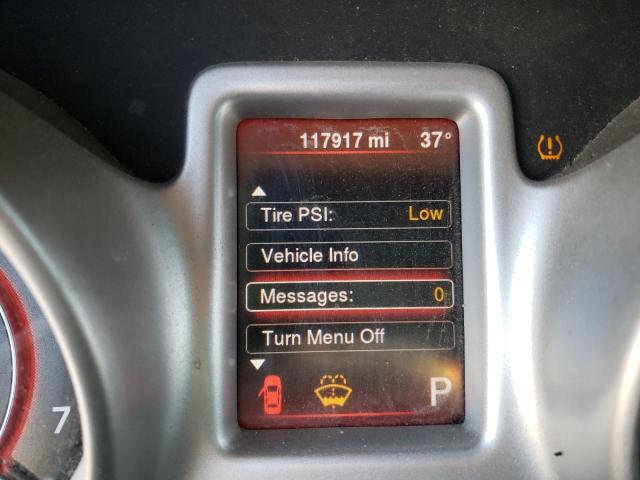 117917 mi 37°
Tire PSI: Low
Vehicle Info
Messages: 0
Turn Menu Off
P
7